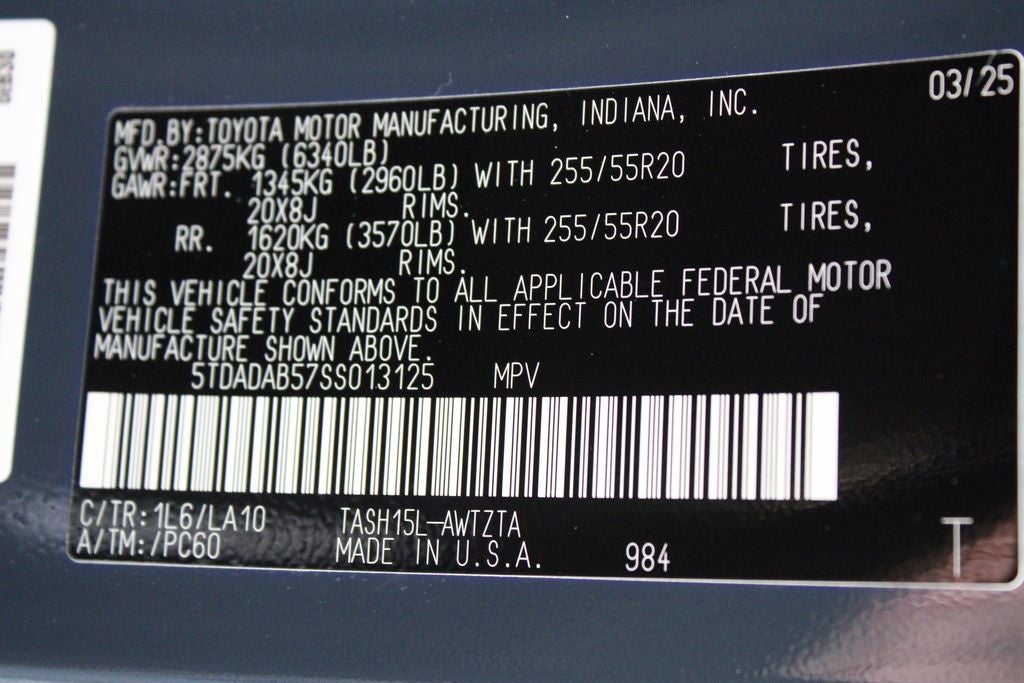 03/25
MFD.BY:TOYOTA MOTOR MANUFACTURING, INDIANA, INC.
GVWR:2875KG (6340LB)
GAWR:FRT. 1345KG (2960LB) WITH 255/55R20 TIRES,
20X8J RIMS.
RR. 1620KG (3570LB) WITH 255/55R20 TIRES,
20X8J RIMS.
THIS VEHICLE CONFORMS TO ALL APPLICABLE FEDERAL MOTOR
VEHICLE SAFETY STANDARDS IN EFFECT ON THE DATE OF
MANUFACTURE SHOWN ABOVE.
5TDADAB57SS013125 MPV
C/TR:1L6/LA10 TASH15L-AWTZTA
A/TM:/PC60 MADE IN U.S.A. 984 T